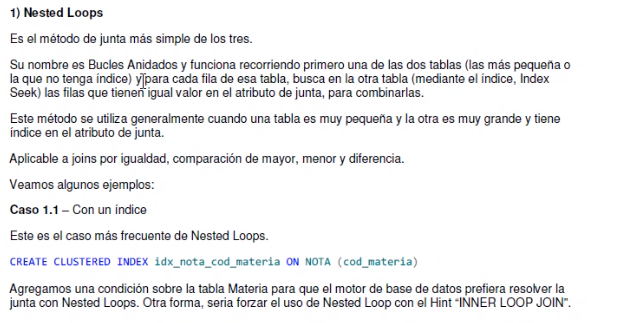 1) Nested Loops
Es el método de junta más simple de los tres.
Su nombre es Bucles Anidados y funciona recorriendo primero una de las dos tablas (las más pequeña o
la que no tenga índice) y para cada fila de esa tabla, busca en la otra tabla (mediante el índice, Index
Seek) las filas que tienen igual valor en el atributo de junta, para combinarlas.
Este método se utiliza generalmente cuando una tabla es muy pequeña y la otra es muy grande y tiene
índice en el atributo de junta.
Aplicable a joins por igualdad, comparación de mayor, menor y diferencia.
Veamos algunos ejemplos:
Caso 1.1 – Con un índice
Este es el caso más frecuente de Nested Loops.
CREATE CLUSTERED INDEX idx_nota_cod_materia ON NOTA (cod_materia)
Agregamos una condición sobre la tabla Materia para que el motor de base de datos prefiera resolver la
junta con Nested Loops. Otra forma, seria forzar el uso de Nested Loop con el Hint “INNER LOOP JOIN”.